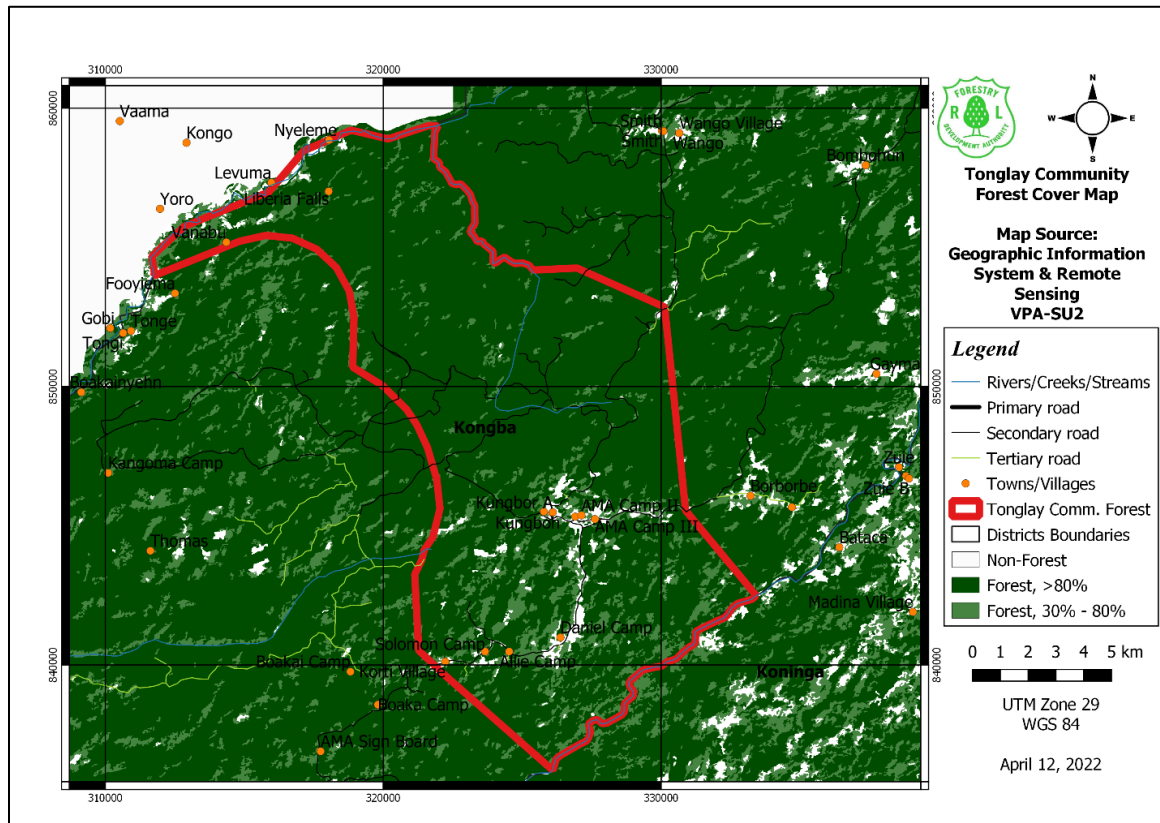 310000
320000
330000
860000
850000
840000
Vaama
Kongo
Nyeleme
Levuma
Liberia Falls
Yoro
Vanabu
Fooyiema
Gobi
Tonge
Tongi
Boakainyehn
Kangoma Camp
Thomas
Smith
Smith
Wango Village
Wango
Bombohun
Gayma
Kongba
Kungbor A
Kungbon
AMA Camp II
AMA Camp III
Borborbe
Zuie
Zuie B
Bataca
Madina Village
Daniel Camp
Solomon Camp
Allie Camp
Boakai Camp
Korti Village
Boaka Camp
AMA Sign Board
Koninga
850000
840000
310000
320000
330000
FORESTRY
R L
DEVELOPMENT AUTHORITY
N
W
E
S
Tonglay Community
Forest Cover Map
Map Source:
Geographic Information
System & Remote
Sensing
VPA-SU2
Legend
Rivers/Creeks/Streams
Primary road
Secondary road
Tertiary road
Towns/Villages
Tonglay Comm. Forest
Districts Boundaries
Non-Forest
Forest, >80%
Forest, 30% - 80%
0 1 2 3 4 5 km
UTM Zone 29
WGS 84
April 12, 2022